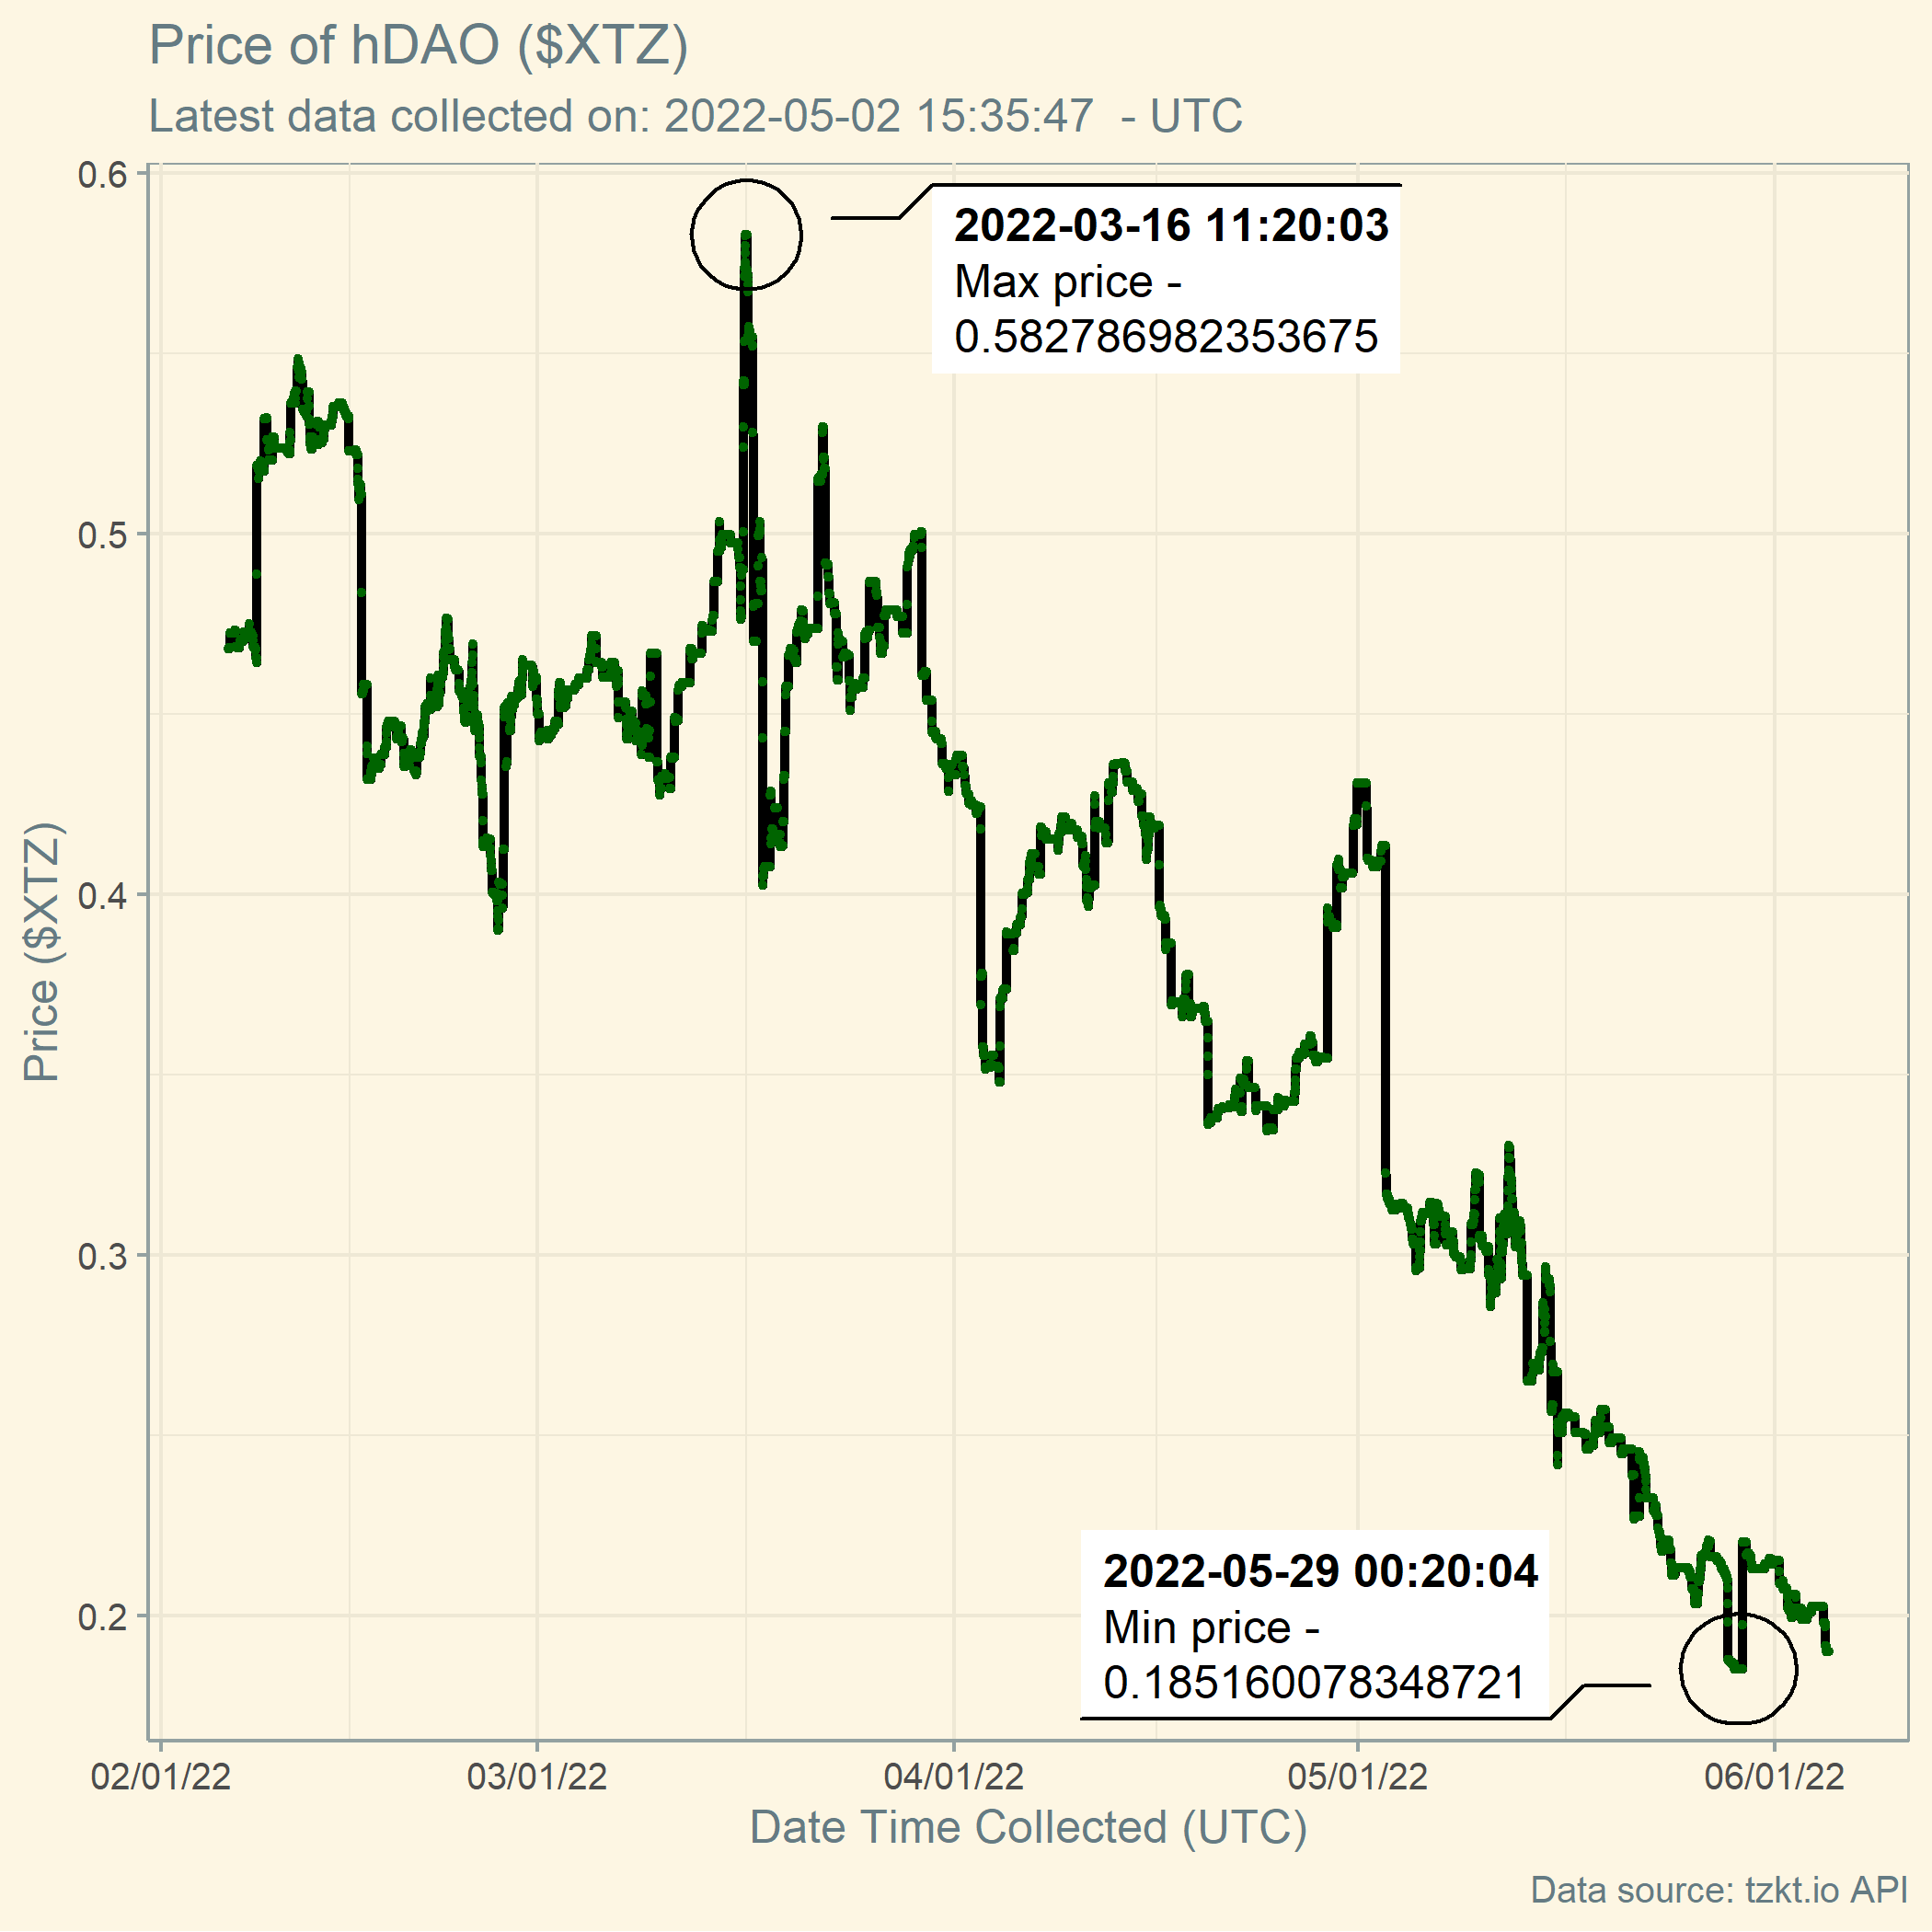 Price of hDAO ($XTZ)
Latest data collected on: 2022-05-02 15:35:47  - UTC
0.6
0.5
0.4
0.3
0.2
Price ($XTZ)
2022-03-16 11:20:03
Max price -
0.582786982353675
2022-05-29 00:20:04
Min price -
0.185160078348721
02/01/22
03/01/22
04/01/22
05/01/22
06/01/22
Date Time Collected (UTC)
Data source: tzkt.io API